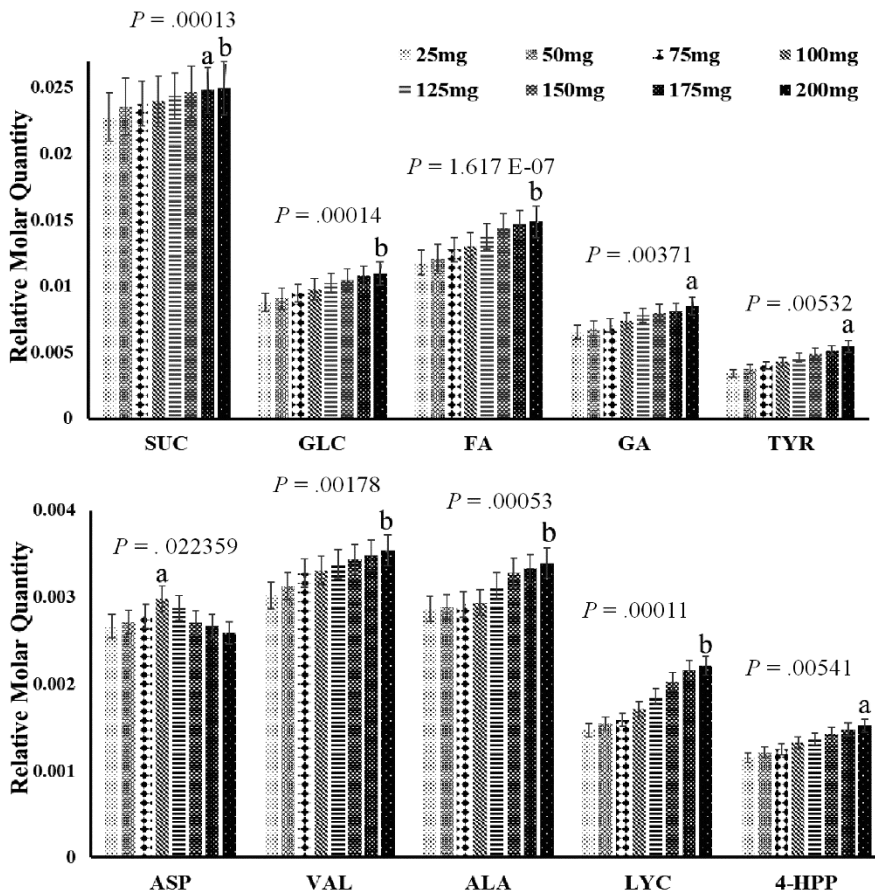 P = .00013
a b
25mg 50mg 75mg 100mg
125mg 150mg 175mg 200mg
0.025
0.02
P = 1.617 E-07
b
0.015
P = .00014
b
P = .00371
a
P = .00532
a
0.01
0.005
0
Relative Molar Quantity
SUC GLC FA GA TYR
0.004
P = .00178
b
P = .00053
b
P = . 022359
a
0.003
P = .00011
b
P = .00541
a
0.002
0.001
0
Relative Molar Quantity
ASP VAL ALA LYC 4-HPP